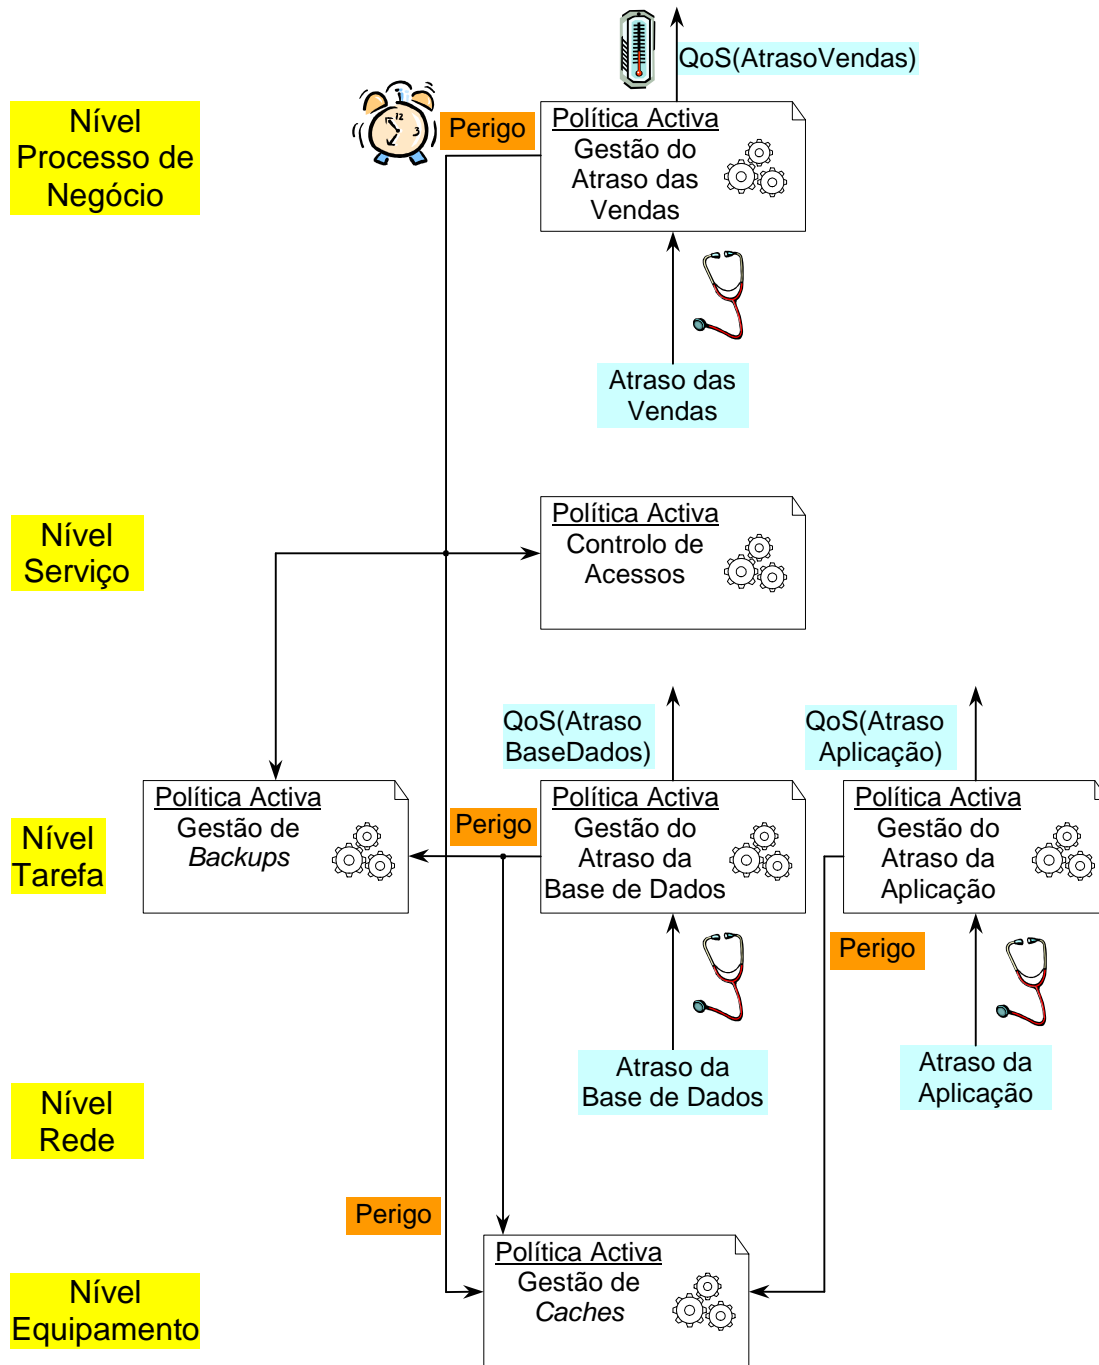 QoS(AtrasoVendas)
Nível
Processo de
Negócio
Perigo
Política Activa
Gestão do
Atraso das
Vendas
Atraso das
Vendas
Nível
Serviço
Política Activa
Controlo de
Acessos
QoS(Atraso
BaseDados)
QoS(Atraso
Aplicação)
Nível
Tarefa
Política Activa
Gestão de
Backups
Perigo
Política Activa
Gestão do
Atraso da
Base de Dados
Política Activa
Gestão do
Atraso da
Aplicação
Perigo
Atraso da
Base de Dados
Atraso da
Aplicação
Nível
Rede
Perigo
Nível
Equipamento
Política Activa
Gestão de
Caches
12
3